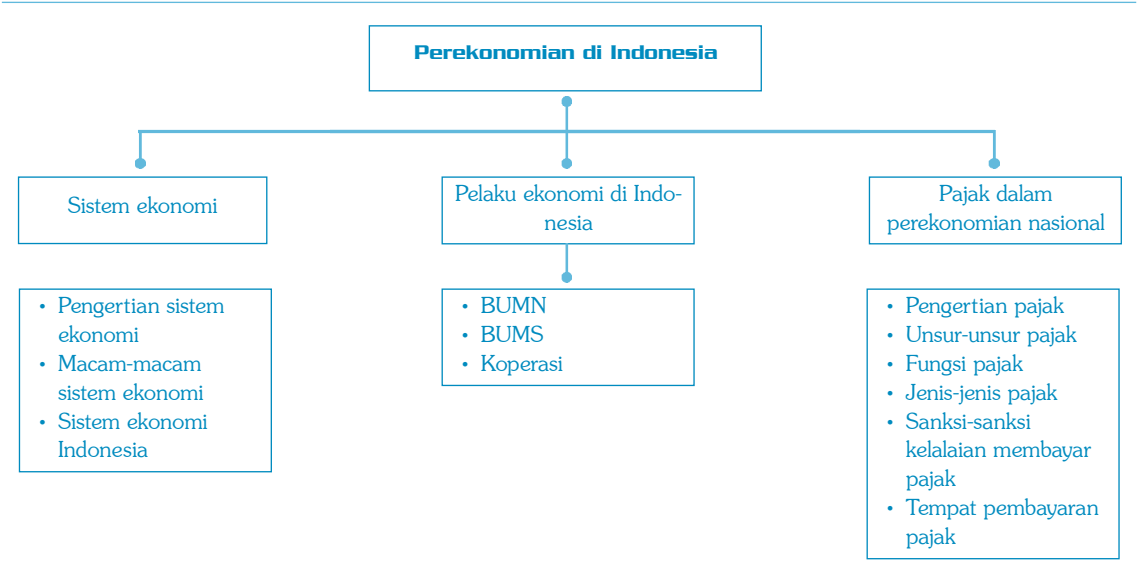 Perekonomian di Indonesia
Sistem ekonomi
• Pengertian sistem
ekonomi
• Macam-macam
sistem ekonomi
• Sistem ekonomi
Indonesia
Pelaku ekonomi di Indo-
nesia
• BUMN
• BUMS
• Koperasi
Pajak dalam
perekonomian nasional
• Pengertian pajak
• Unsur-unsur pajak
• Fungsi pajak
• Jenis-jenis pajak
• Sanksi-sanksi
kelalaian membayar
pajak
• Tempat pembayaran
pajak